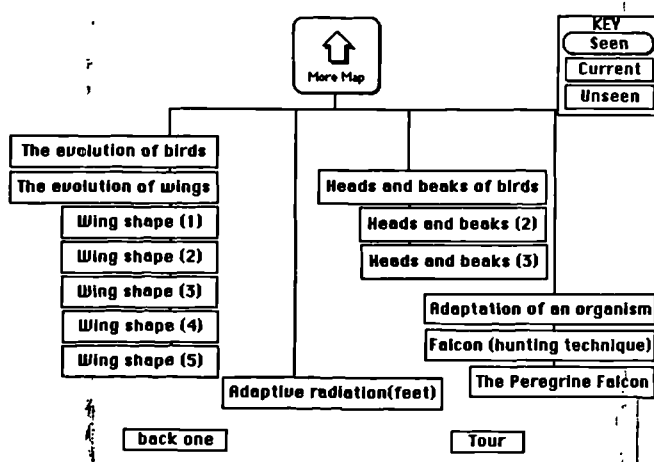 KEY
Seen
Current
Unseen
More Map
The evolution of birds
The evolution of wings
Wing shape (1)
Wing shape (2)
Wing shape (3)
Wing shape (4)
Wing shape (5)
Adaptive radiation(feet)
Heads and beaks of birds
Heads and beaks (2)
Heads and beaks (3)
Adaptation of an organism
Falcon (hunting technique)
The Peregrine Falcon
back one
Tour